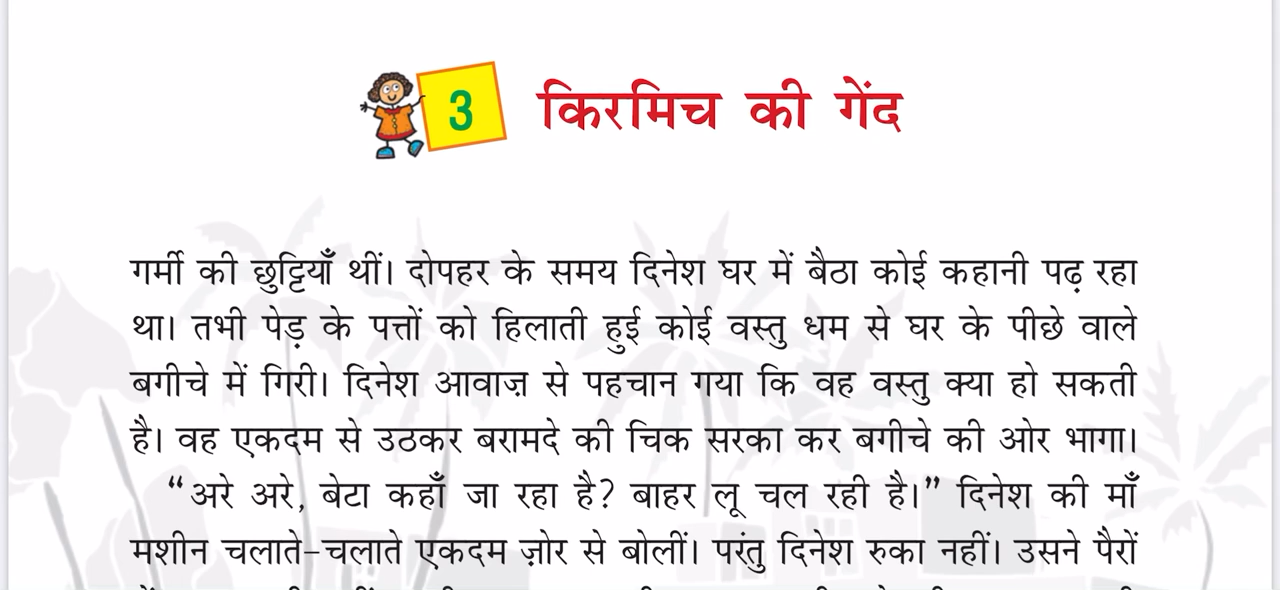 3
किरमिच की गेंद
गर्मी की छुट्टियाँ थीं। दोपहर के समय दिनेश घर में बैठा कोई कहानी पढ़ रहा
था। तभी पेड़ के पत्तों को हिलाती हुई कोई वस्तु धम से घर के पीछे वाले
बगीचे में गिरी। दिनेश आवाज़ से पहचान गया कि वह वस्तु क्या हो सकती
है। वह एकदम से उठकर बरामदे की चिक सरका कर बगीचे की ओर भागा।
“अरे अरे, बेटा कहाँ जा रहा है? बाहर लू चल रही है।” दिनेश की माँ
मशीन चलाते-चलाते एकदम ज़ोर से बोलीं। परंतु दिनेश रुका नहीं। उसने पैरों